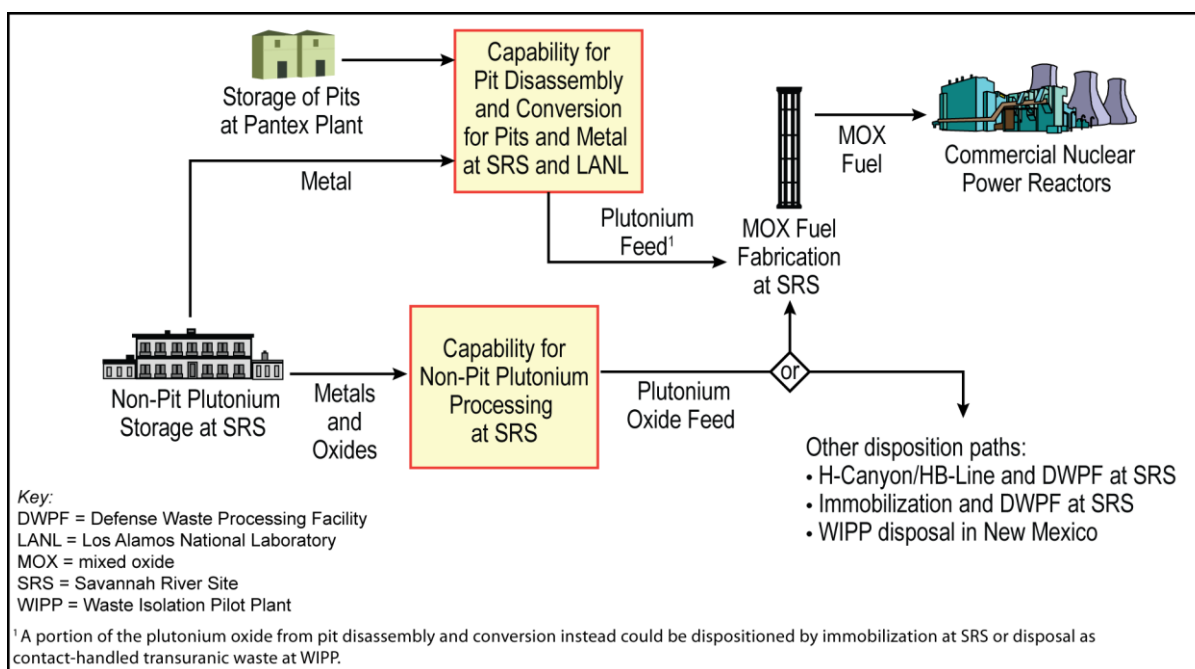 Storage of Pits
at Pantex Plant
Capability for
Pit Disassembly
and Conversion
for Pits and Metal
at SRS and LANL
Metal
Plutonium
Feed1
MOX Fuel
Fabrication
at SRS
MOX
Fuel
Commercial Nuclear
Power Reactors
Non-Pit Plutonium
Storage at SRS
Metals
and
Oxides
Capability for
Non-Pit Plutonium
Processing
at SRS
Plutonium
Oxide Feed
or
Other disposition paths:
• H-Canyon/HB-Line and DWPF at SRS
• Immobilization and DWPF at SRS
• WIPP disposal in New Mexico
Key:
DWPF = Defense Waste Processing Facility
LANL = Los Alamos National Laboratory
MOX = mixed oxide
SRS = Savannah River Site
WIPP = Waste Isolation Pilot Plant
1 A portion of the plutonium oxide from pit disassembly and conversion instead could be dispositioned by immobilization at SRS or disposal as
contact-handled transuranic waste at WIPP.